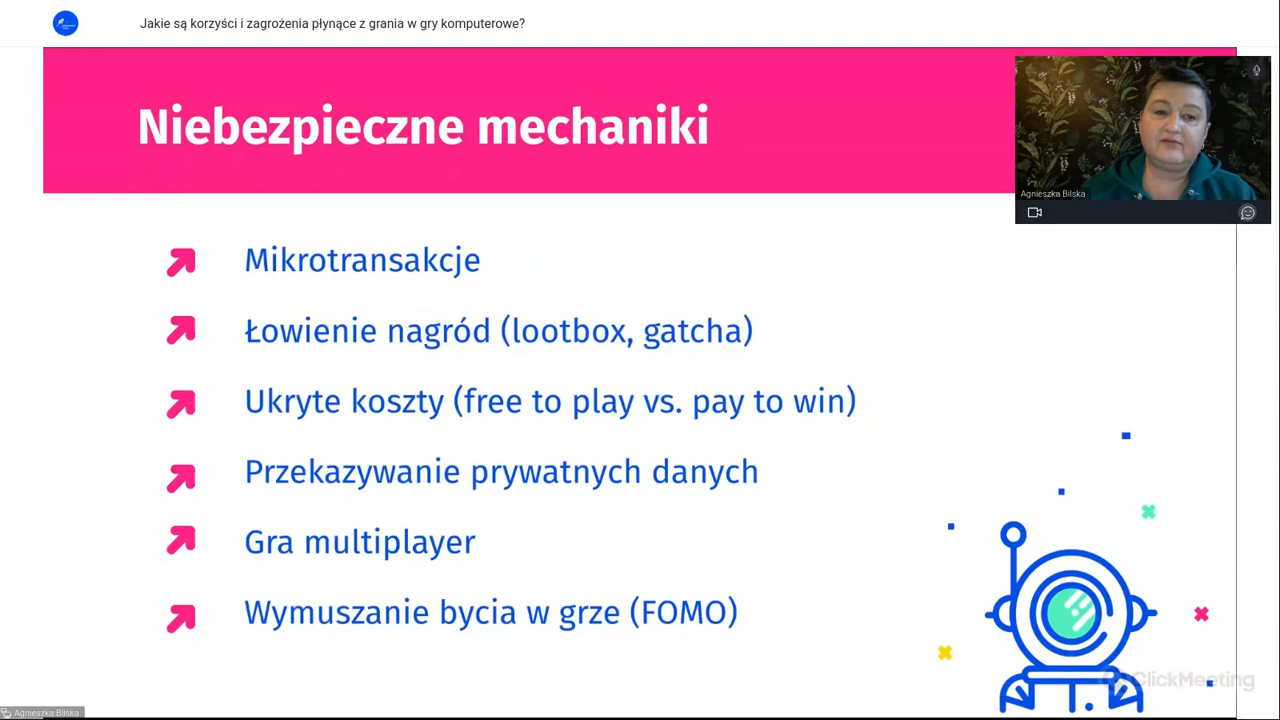 Jakie są korzyści i zagrożenia płynące z grania w gry komputerowe?
Niebezpieczne mechaniki
Agnieszka Bilska
Mikrotransakcje
Łowienie nagród (lootbox, gatcha)
Ukryte koszty (free to play vs. pay to win)
Przekazywanie prywatnych danych
Gra multiplayer
Wymuszanie bycia w grze (FOMO)
ClickMeeting
Agnieszka Bilska